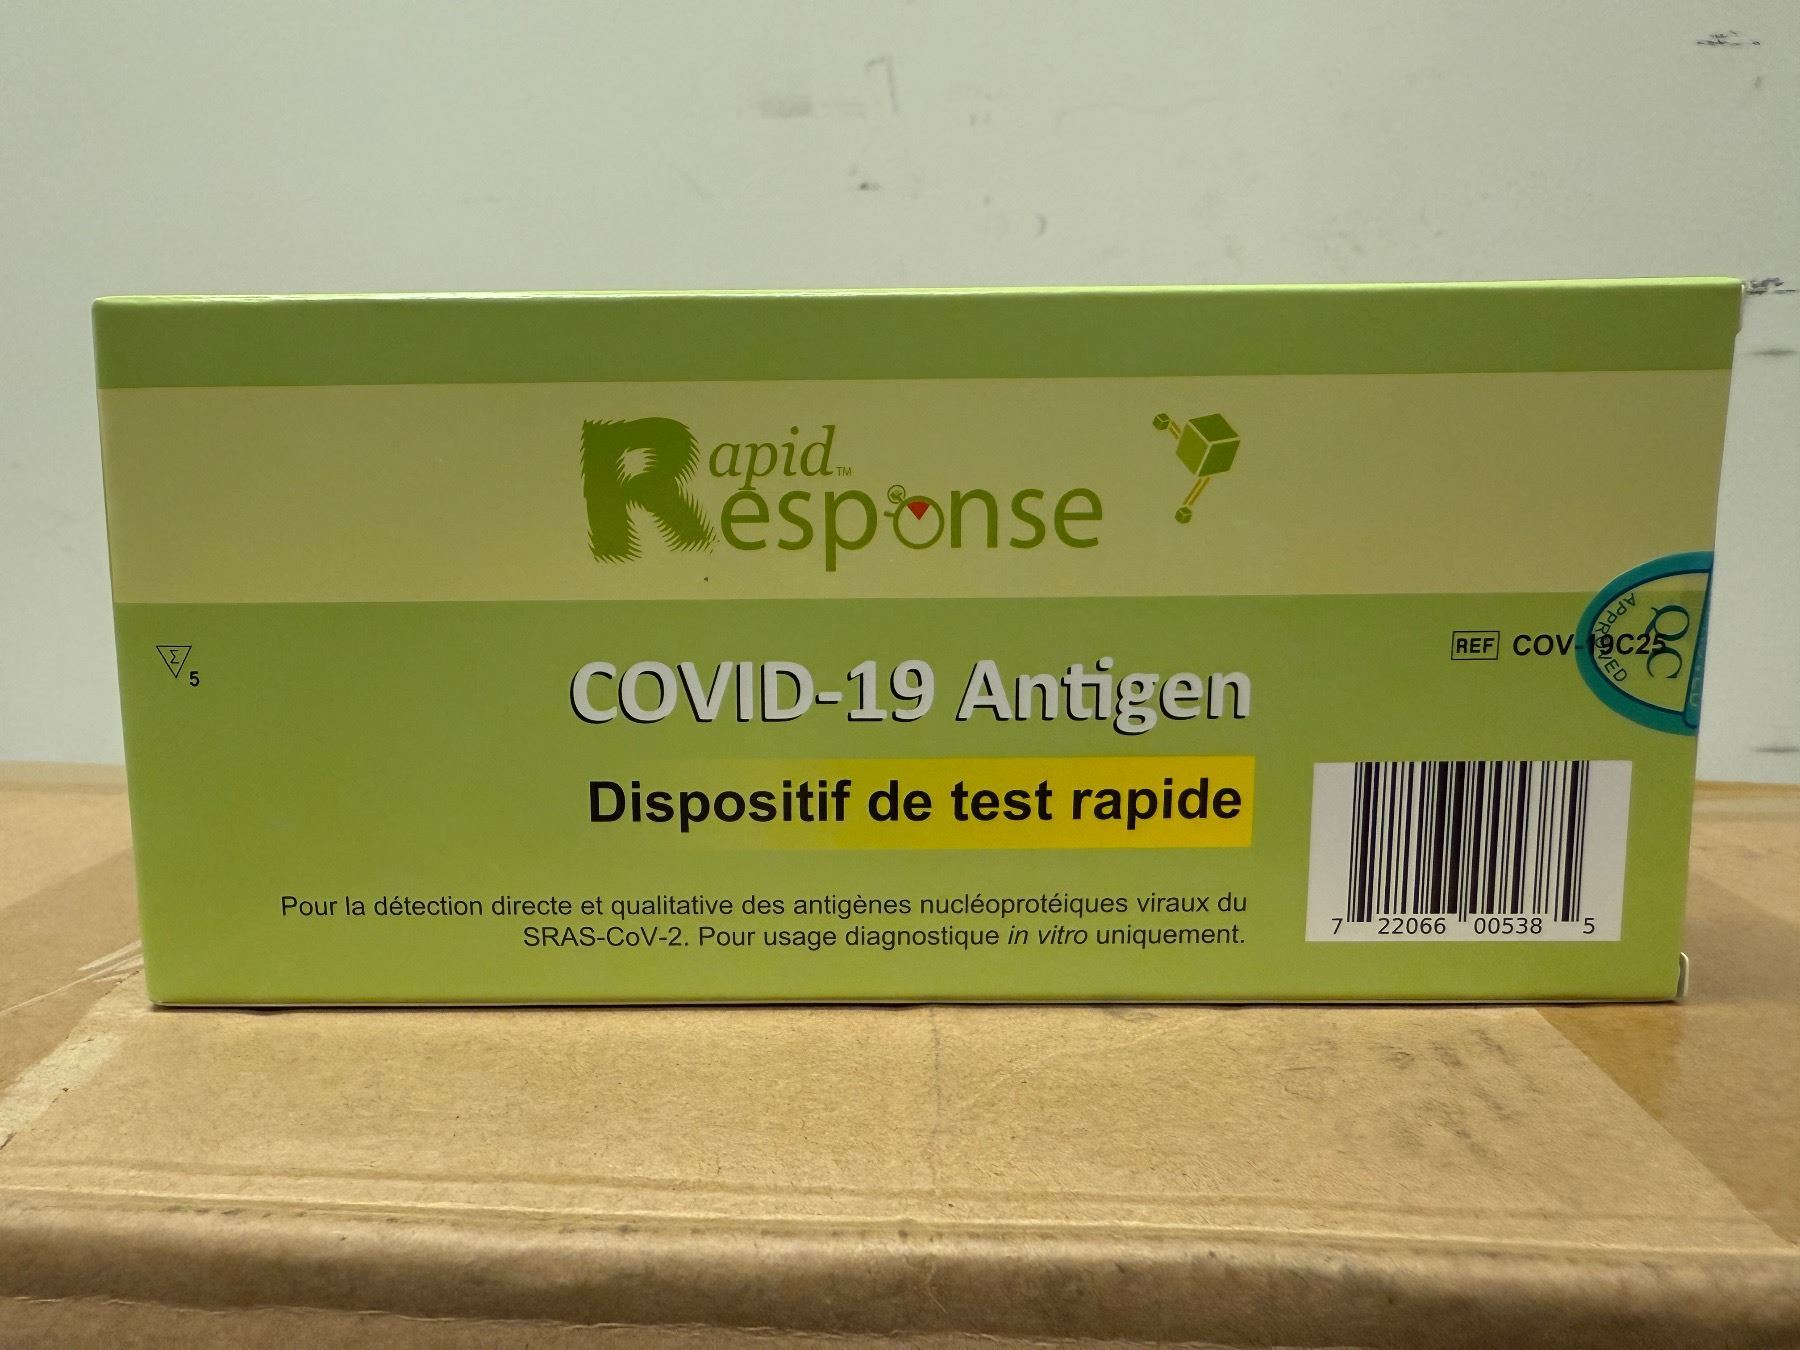 Rapid™
Response
Σ 5
REF COV-19C25
QC
APPROVED
COVID-19 Antigen
Dispositif de test rapide
Pour la détection directe et qualitative des antigènes nucléoprotéiques viraux du
SRAS-CoV-2. Pour usage diagnostique in vitro uniquement.
7 22066 00538 5